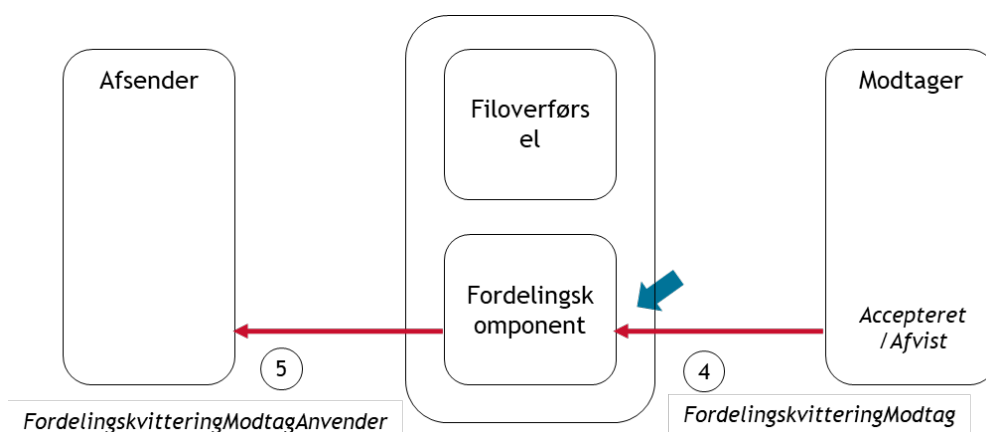 Afsender
Filoverførs
el
Modtager
Fordelingsk
omponent
Accepteret
/Afvist
5
4
FordelingskvitteringModtagAnvender
FordelingskvitteringModtag